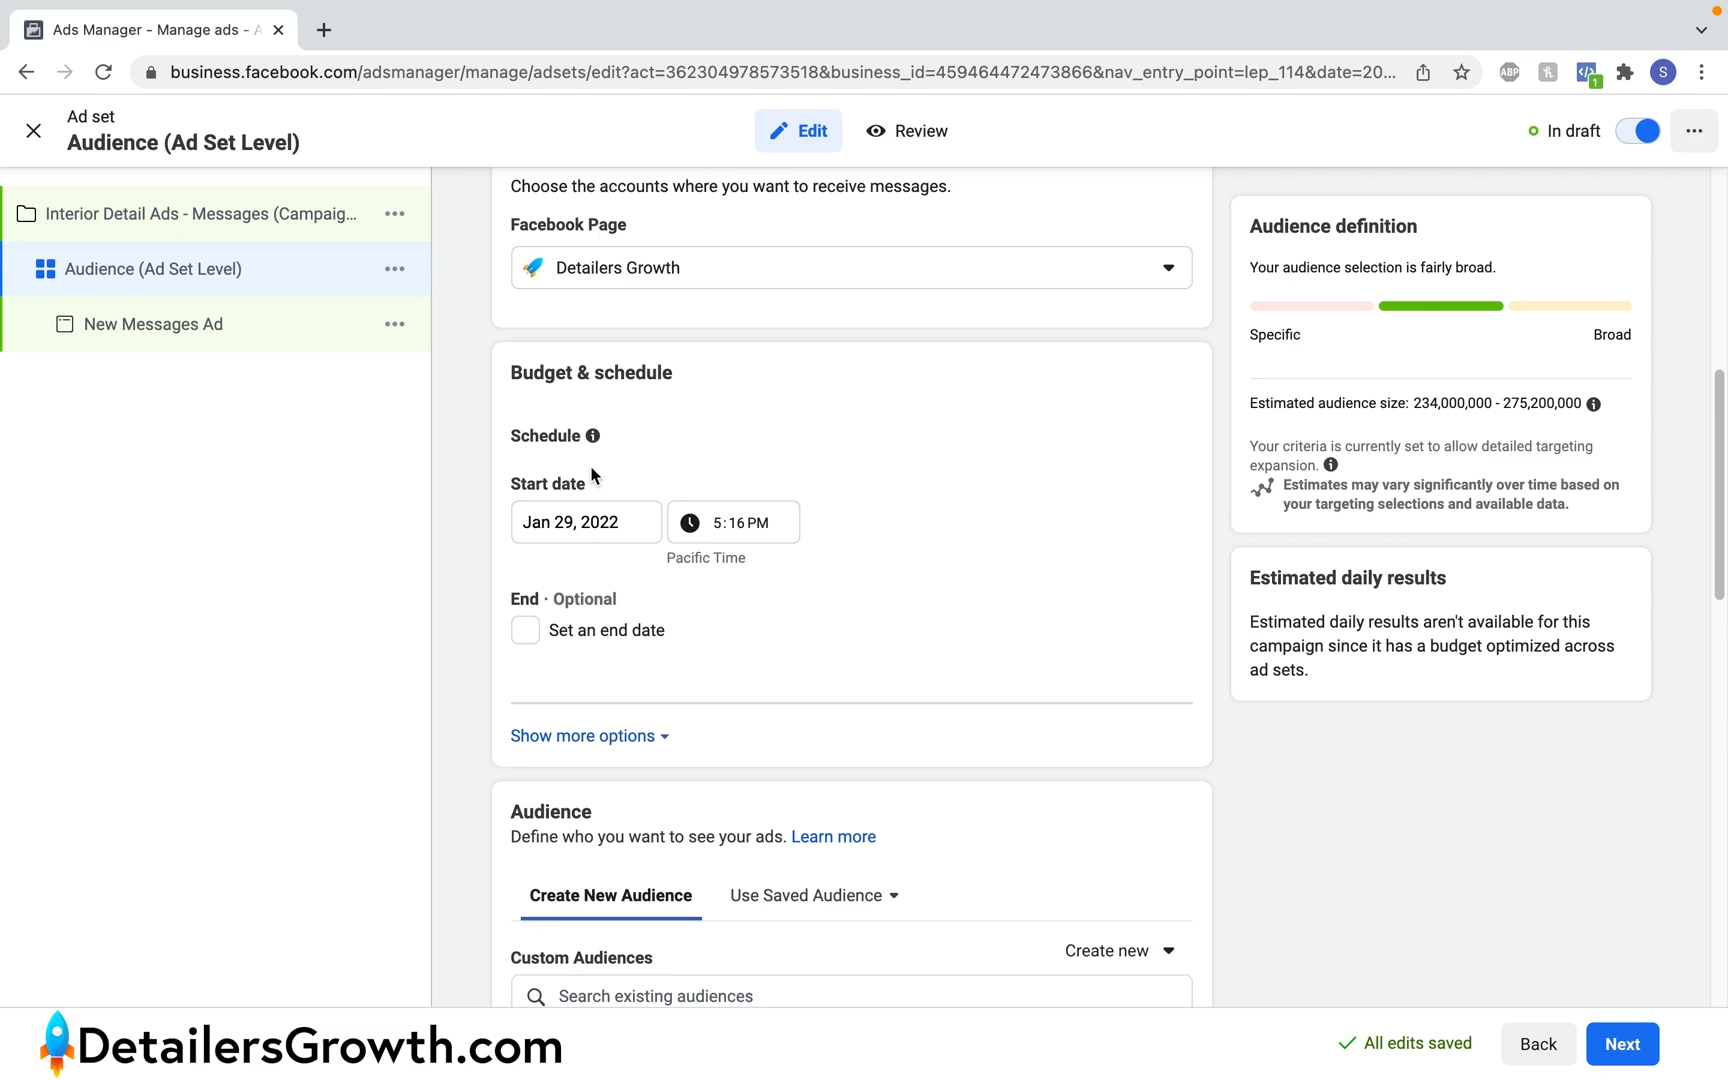 Ads Manager - Manage ads - A
business.facebook.com/adsmanager/manage/adsets/edit?act=362304978573518&business_id=459464472473866&nav_entry_point=lep_114&date=20...
ABP
1
S
Ad set
Audience (Ad Set Level)
Edit
Review
In draft
Interior Detail Ads - Messages (Campaig...
Audience (Ad Set Level)
New Messages Ad
Choose the accounts where you want to receive messages.
Facebook Page
Detailers Growth
Budget & schedule
Schedule
Start date
Jan 29, 2022
5:16 PM
Pacific Time
End · Optional
Set an end date
Show more options
Audience
Define who you want to see your ads. Learn more
Create New Audience
Use Saved Audience
Custom Audiences
Create new
Search existing audiences
Audience definition
Your audience selection is fairly broad.
Specific
Broad
Estimated audience size: 234,000,000 - 275,200,000
Your criteria is currently set to allow detailed targeting
expansion.
Estimates may vary significantly over time based on
your targeting selections and available data.
Estimated daily results
Estimated daily results aren't available for this
campaign since it has a budget optimized across
ad sets.
DetailersGrowth.com
All edits saved
Back
Next